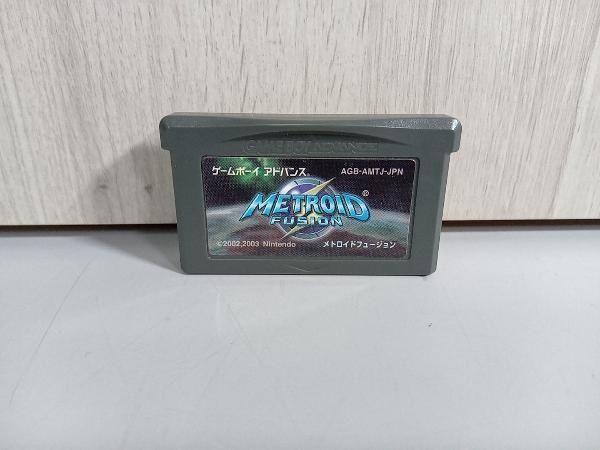 GAME BOY ADVANCE
ゲームボーイ アドバンス
AGB-AMTJ-JPN
METROID®
FUSION
©2002,2003 Nintendo
メトロイドフュージョン